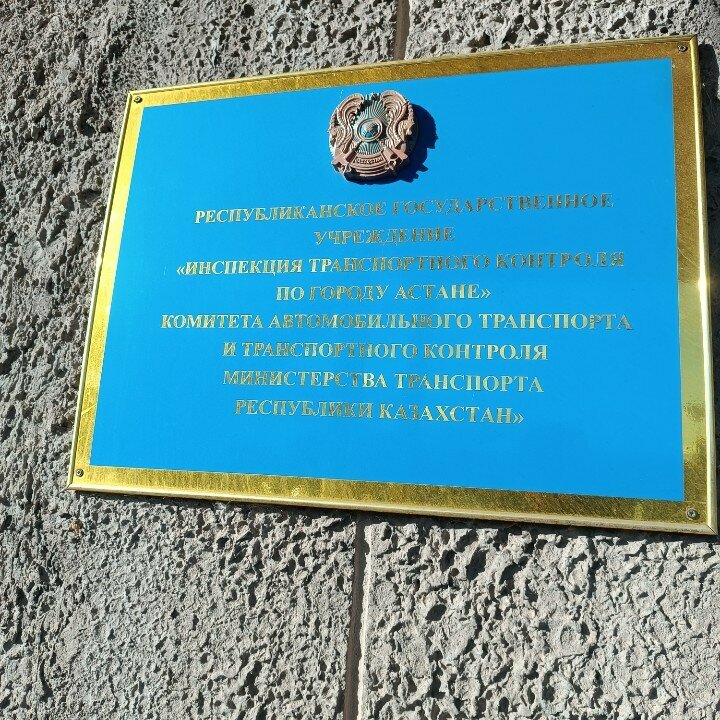 РЕСПУБЛИКАНСКОЕ ГОСУДАРСТВЕННОЕ
УЧРЕЖДЕНИЕ
«ИНСПЕКЦИЯ ТРАНСПОРТНОГО КОНТРОЛЯ
ПО ГОРОДУ АСТАНЕ»
КОМИТЕТА АВТОМОБИЛЬНОГО ТРАНСПОРТА
И ТРАНСПОРТНОГО КОНТРОЛЯ
МИНИСТЕРСТВА ТРАНСПОРТА
РЕСПУБЛИКИ КАЗАХСТАН»